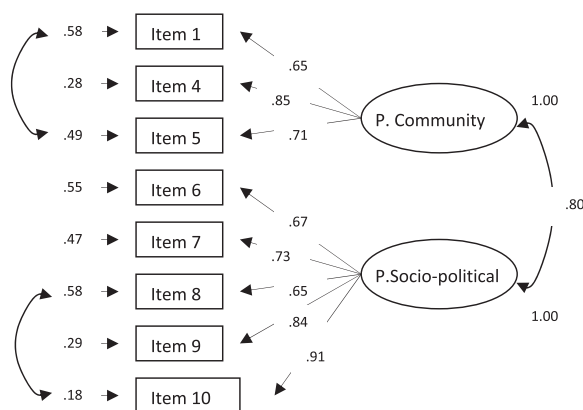 .58 Item 1
.65
1.00
.28 Item 4
.85
P. Community
.49 Item 5
.71
.55 Item 6
.80
.67
.47 Item 7
.73
P.Socio-political
.58 Item 8
.65
1.00
.84
.29 Item 9
.91
.18 Item 10